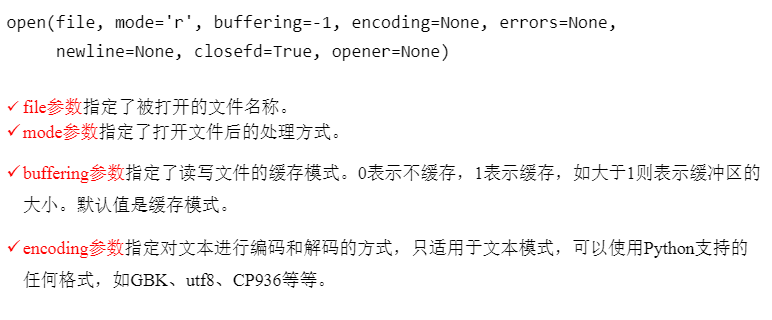 open(file, mode='r', buffering=-1, encoding=None, errors=None,
newline=None, closefd=True, opener=None)
✓file参数指定了被打开的文件名称。
✓mode参数指定了打开文件后的处理方式。
✓buffering参数指定了读写文件的缓存模式。0表示不缓存，1表示缓存，如大于1则表示缓冲区的
大小。默认值是缓存模式。
✓encoding参数指定对文本进行编码和解码的方式，只适用于文本模式，可以使用Python支持的
任何格式，如GBK、utf8、CP936等等。